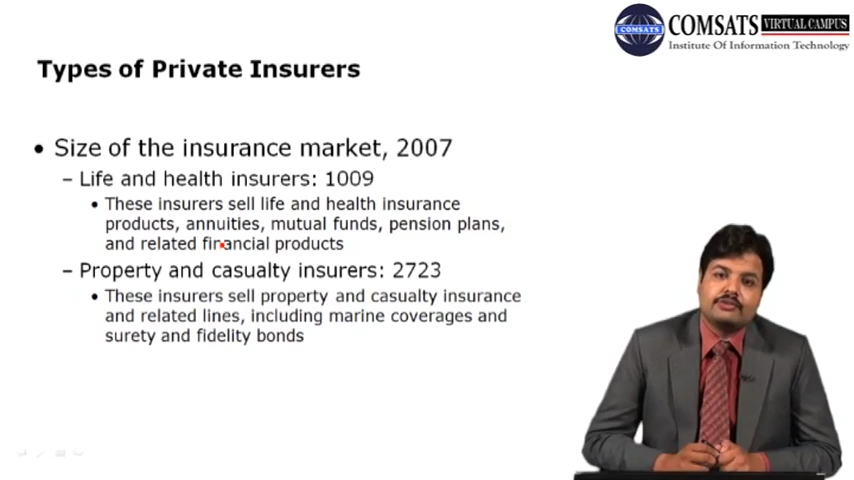 COMSATS VIRTUAL CAMPUS
COMSATS
Institute Of Information Technology
Types of Private Insurers
• Size of the insurance market, 2007
– Life and health insurers: 1009
• These insurers sell life and health insurance
products, annuities, mutual funds, pension plans,
and related financial products
– Property and casualty insurers: 2723
• These insurers sell property and casualty insurance
and related lines, including marine coverages and
surety and fidelity bonds